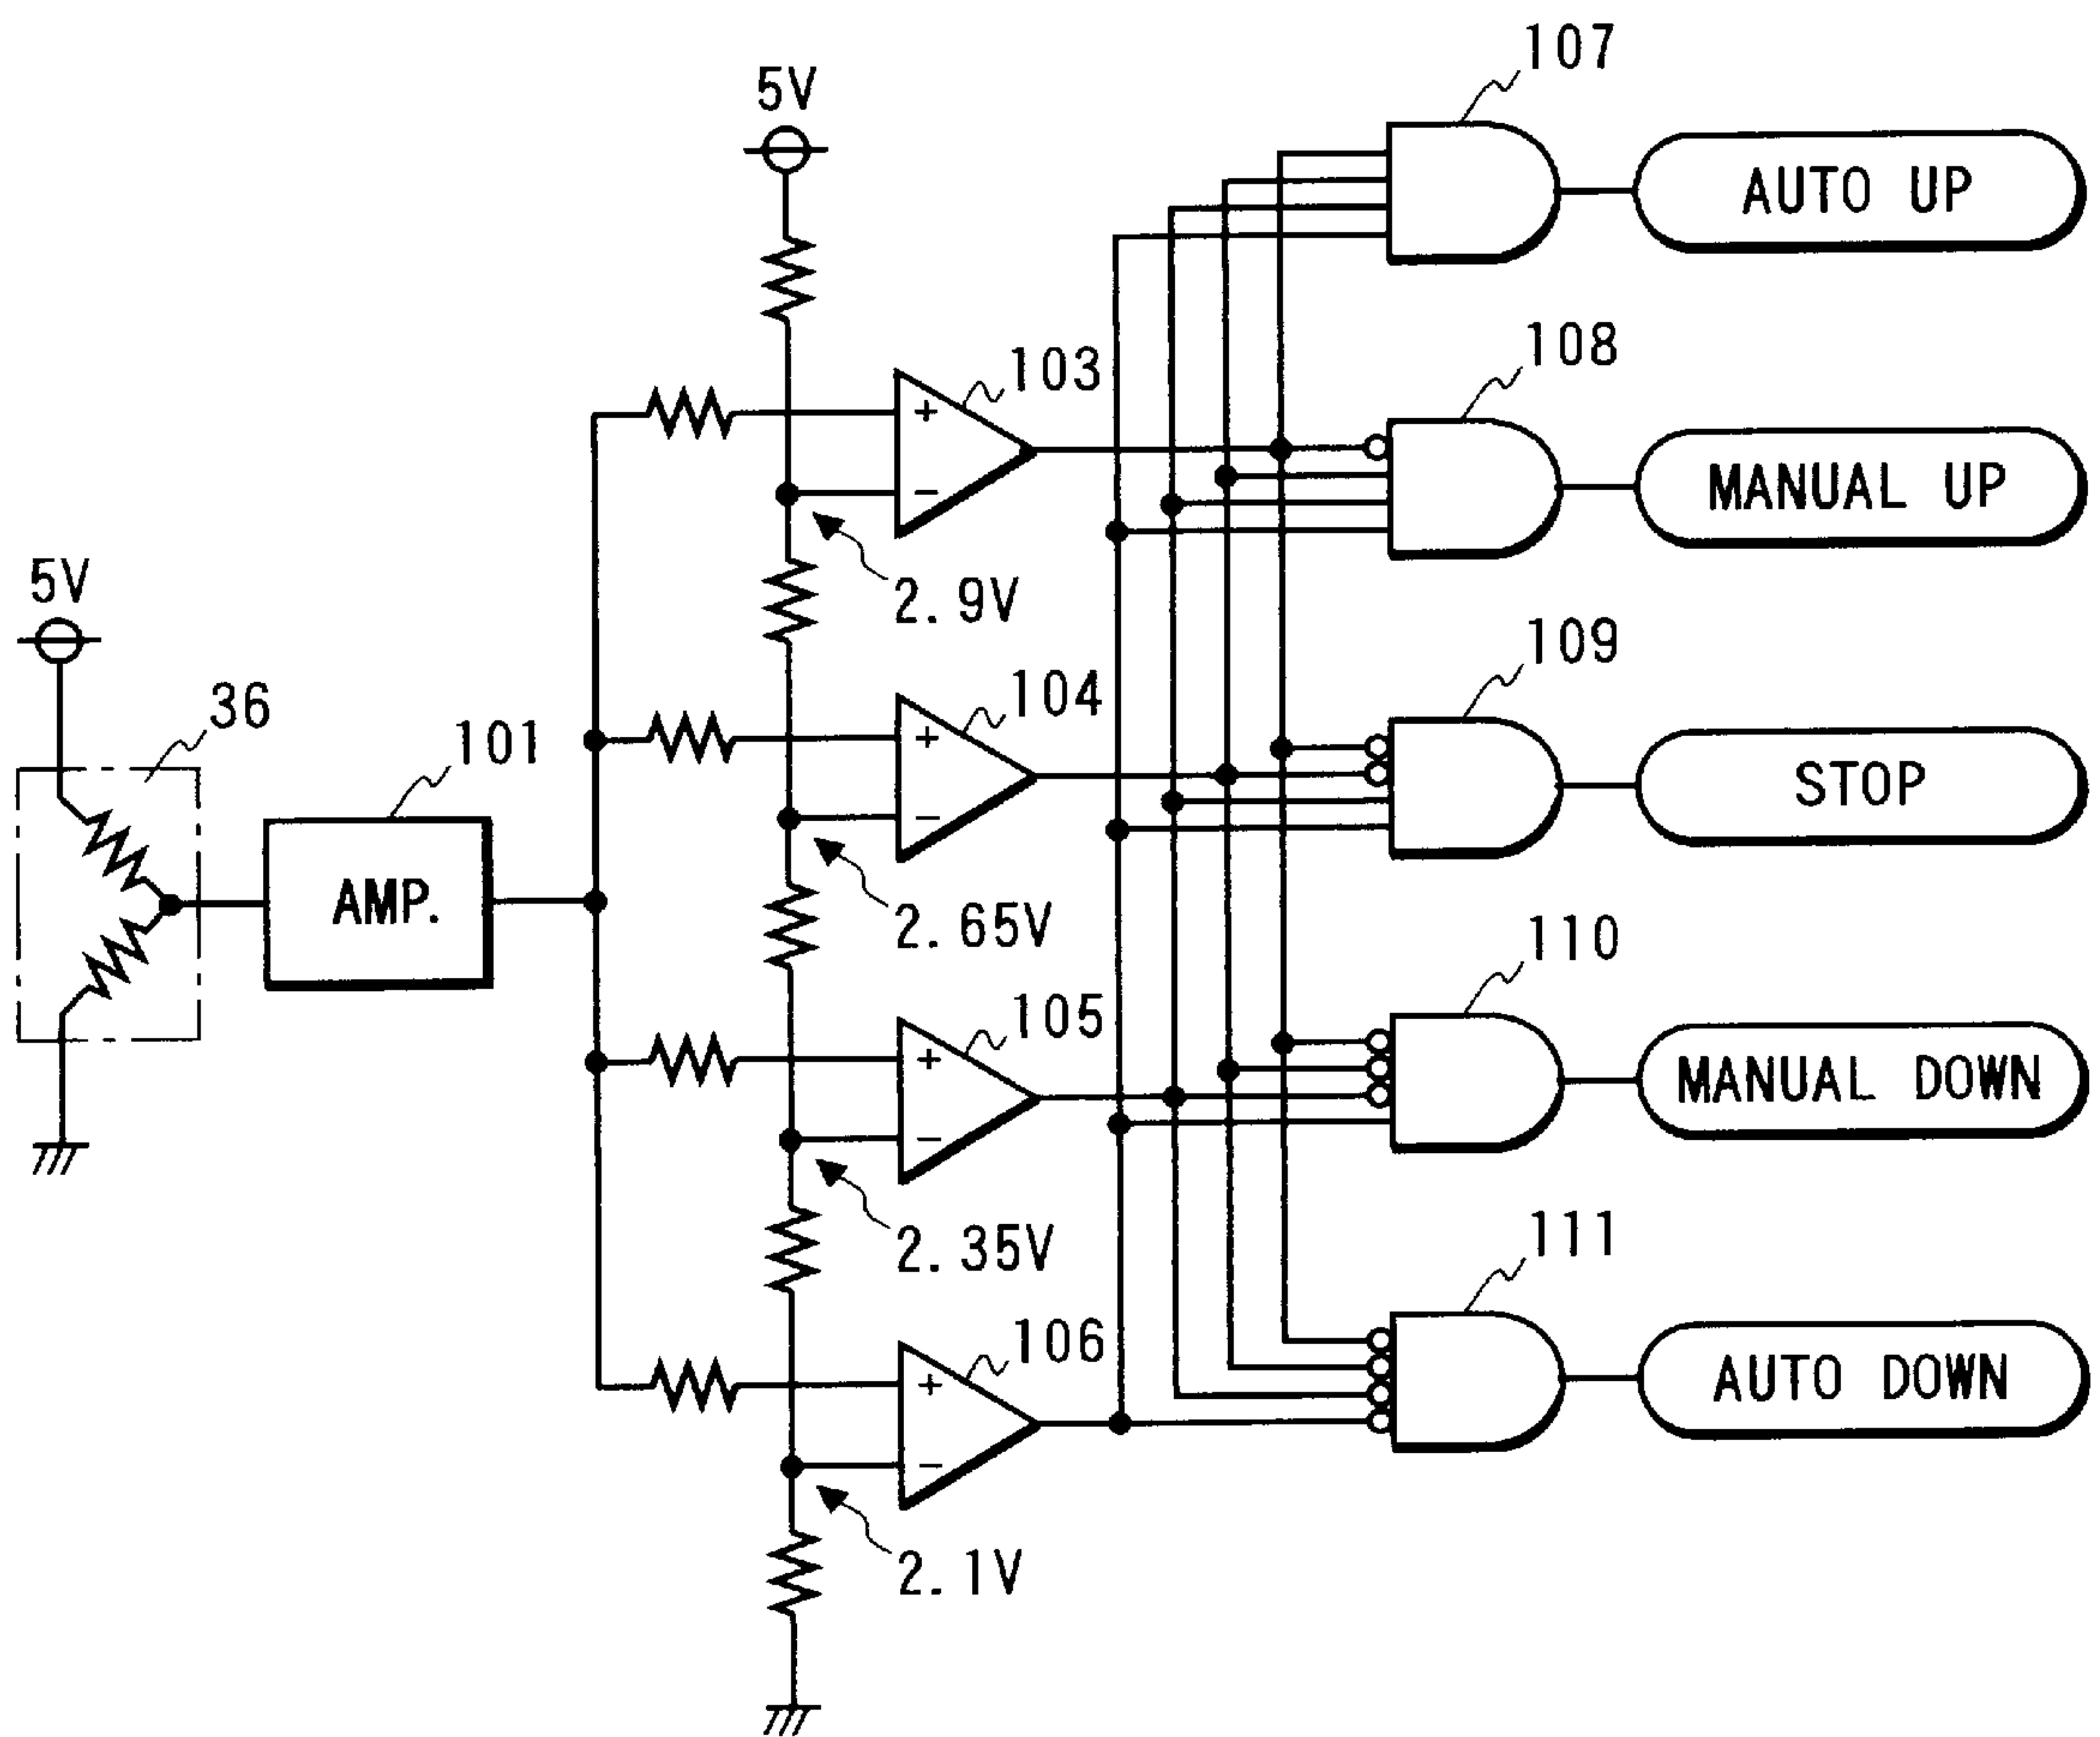 107
5V
AUTO UP
103
+
−
108
MANUAL UP
2.9V
5V
36
101
AMP.
104
+
−
109
STOP
2.65V
110
105
+
−
MANUAL DOWN
2.35V
111
106
+
−
AUTO DOWN
2.1V